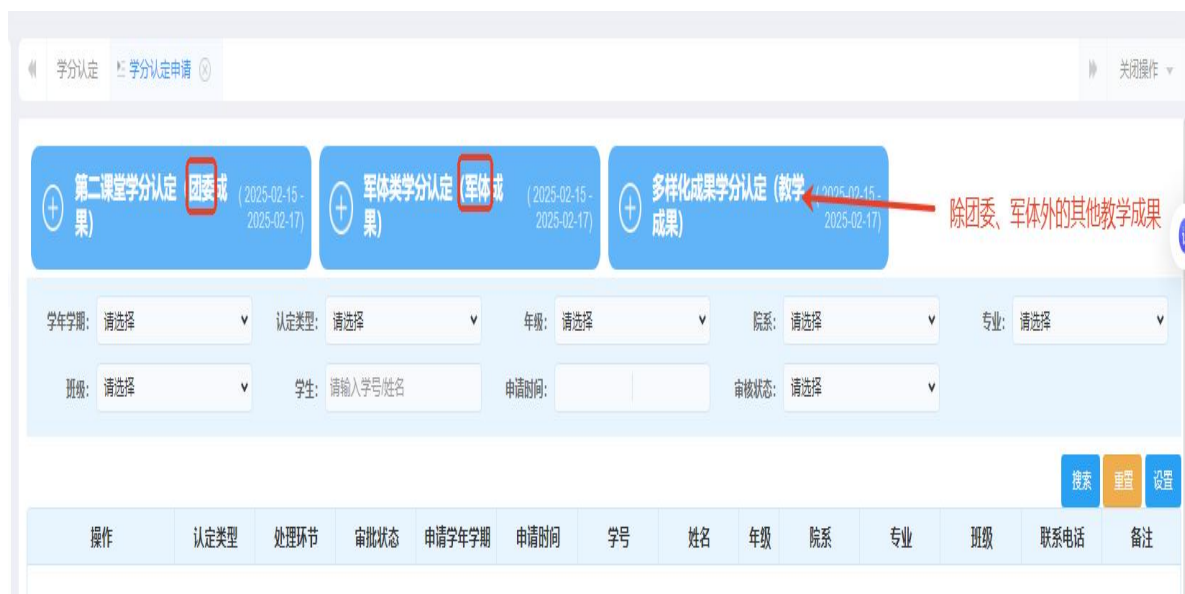 学分认定 学分认定申请 关闭操作
第二课堂学分认定（团委成果） (2025-02-15 - 2025-02-17)
军体类学分认定（军体成果） (2025-02-15 - 2025-02-17)
多样化成果学分认定（教学成果） (2025-02-15 - 2025-02-17)
除团委、军体外的其他教学成果
学年学期: 请选择 认定类型: 请选择 年级: 请选择 院系: 请选择 专业: 请选择
班级: 请选择 学生: 请输入学号/姓名 申请时间: 审核状态: 请选择
搜索 重置 设置
操作 认定类型 处理环节 审批状态 申请学年学期 申请时间 学号 姓名 年级 院系 专业 班级 联系电话 备注